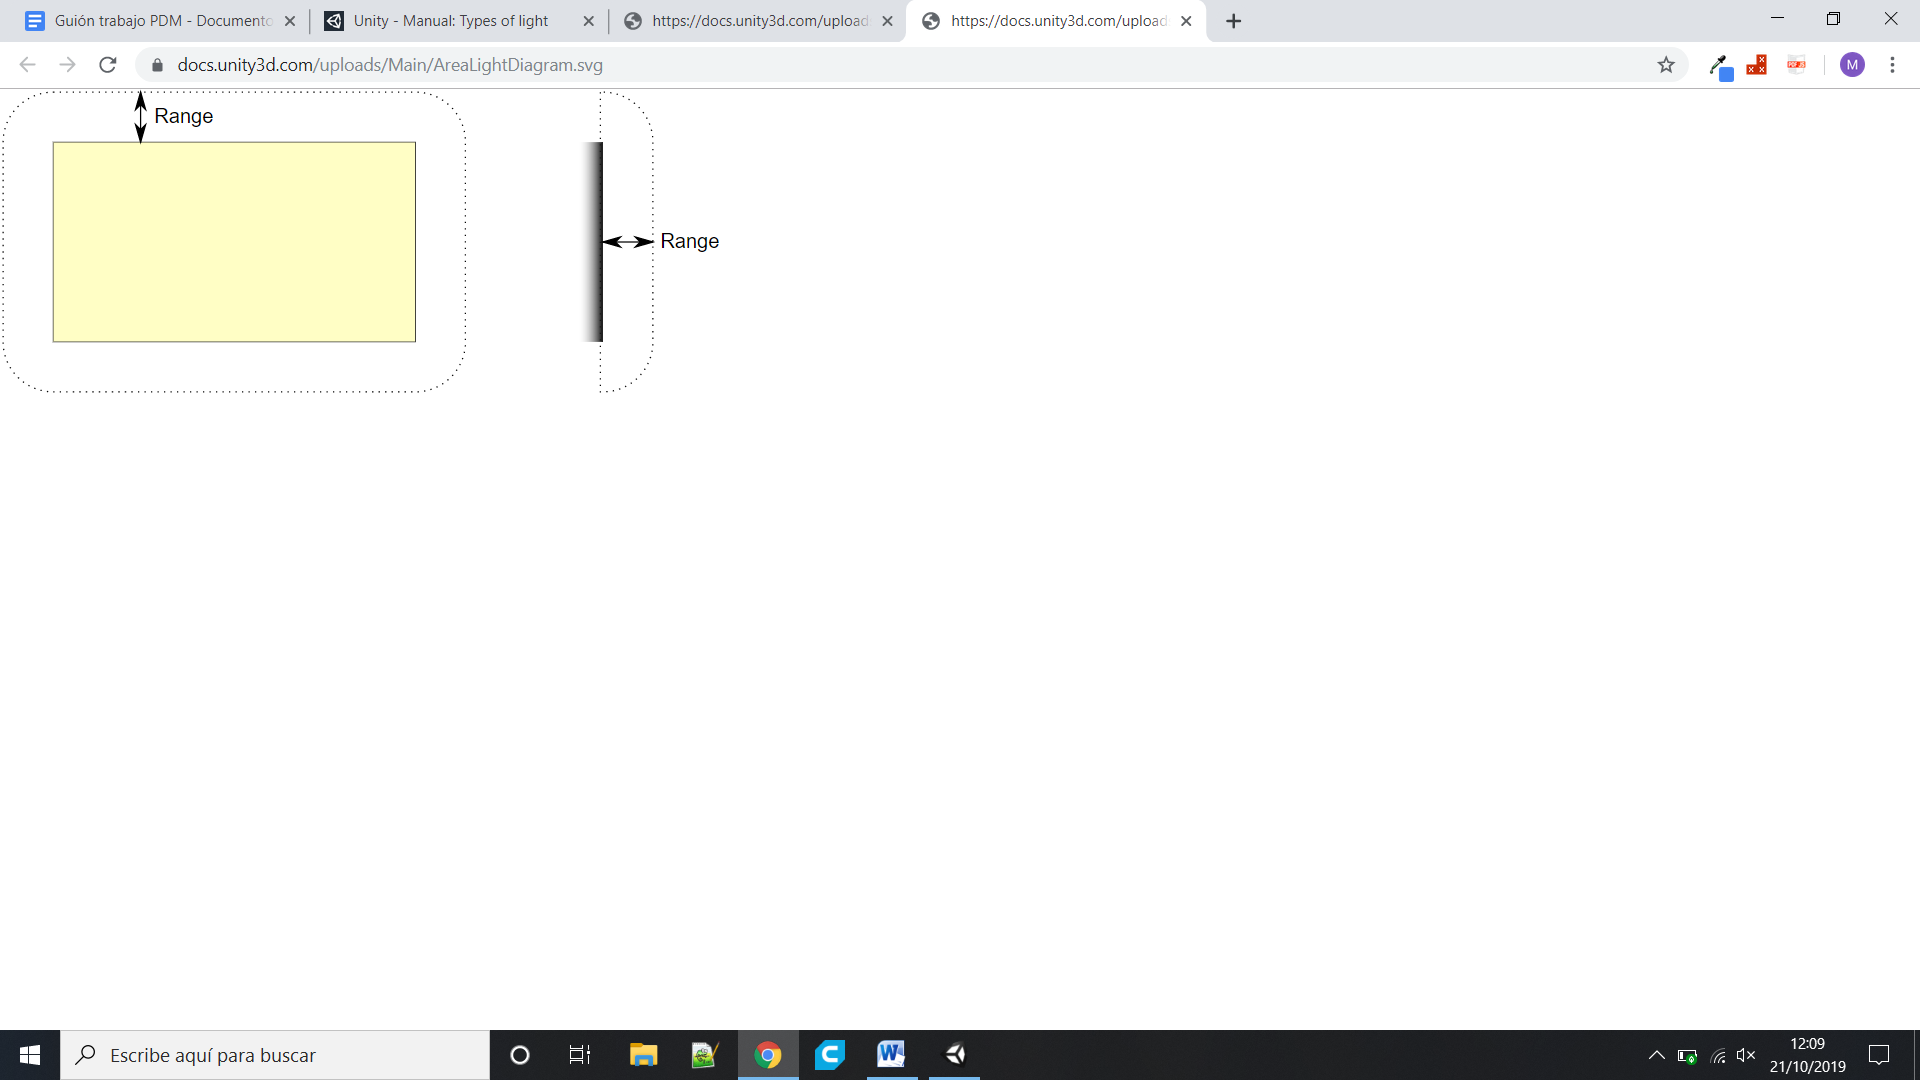 Guión trabajo PDM - Documento
Unity - Manual: Types of light
https://docs.unity3d.com/upload
https://docs.unity3d.com/upload
docs.unity3d.com/uploads/Main/AreaLightDiagram.svg
M
Range
Range
Escribe aquí para buscar
12:09
21/10/2019